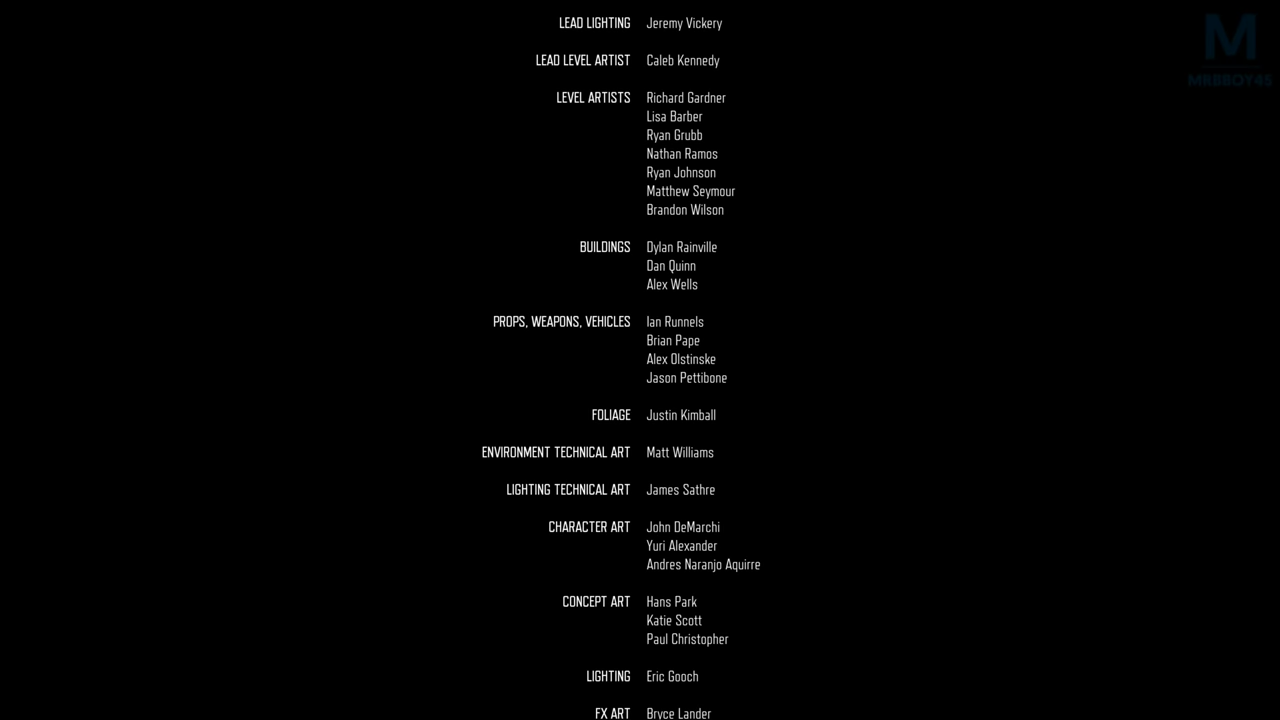 LEAD LIGHTING Jeremy Vickery
LEAD LEVEL ARTIST Caleb Kennedy
LEVEL ARTISTS Richard Gardner
Lisa Barber
Ryan Grubb
Nathan Ramos
Ryan Johnson
Matthew Seymour
Brandon Wilson
BUILDINGS Dylan Rainville
Dan Quinn
Alex Wells
PROPS, WEAPONS, VEHICLES Ian Runnels
Brian Pape
Alex Olstinske
Jason Pettibone
FOLIAGE Justin Kimball
ENVIRONMENT TECHNICAL ART Matt Williams
LIGHTING TECHNICAL ART James Sathre
CHARACTER ART John DeMarchi
Yuri Alexander
Andres Naranjo Aquirre
CONCEPT ART Hans Park
Katie Scott
Paul Christopher
LIGHTING Eric Gooch
FX ART Bryce Lander
M
MRBBOY45